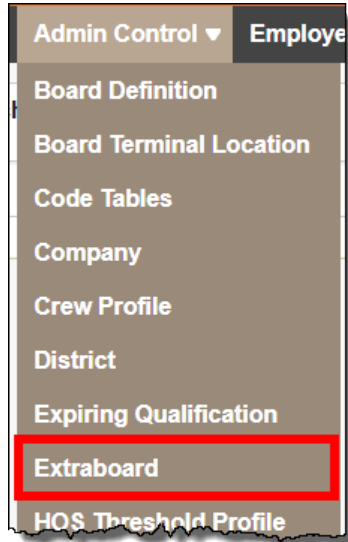 Admin Control ▼ Employe
Board Definition
Board Terminal Location
Code Tables
Company
Crew Profile
District
Expiring Qualification
Extraboard
HOS Threshold Profile